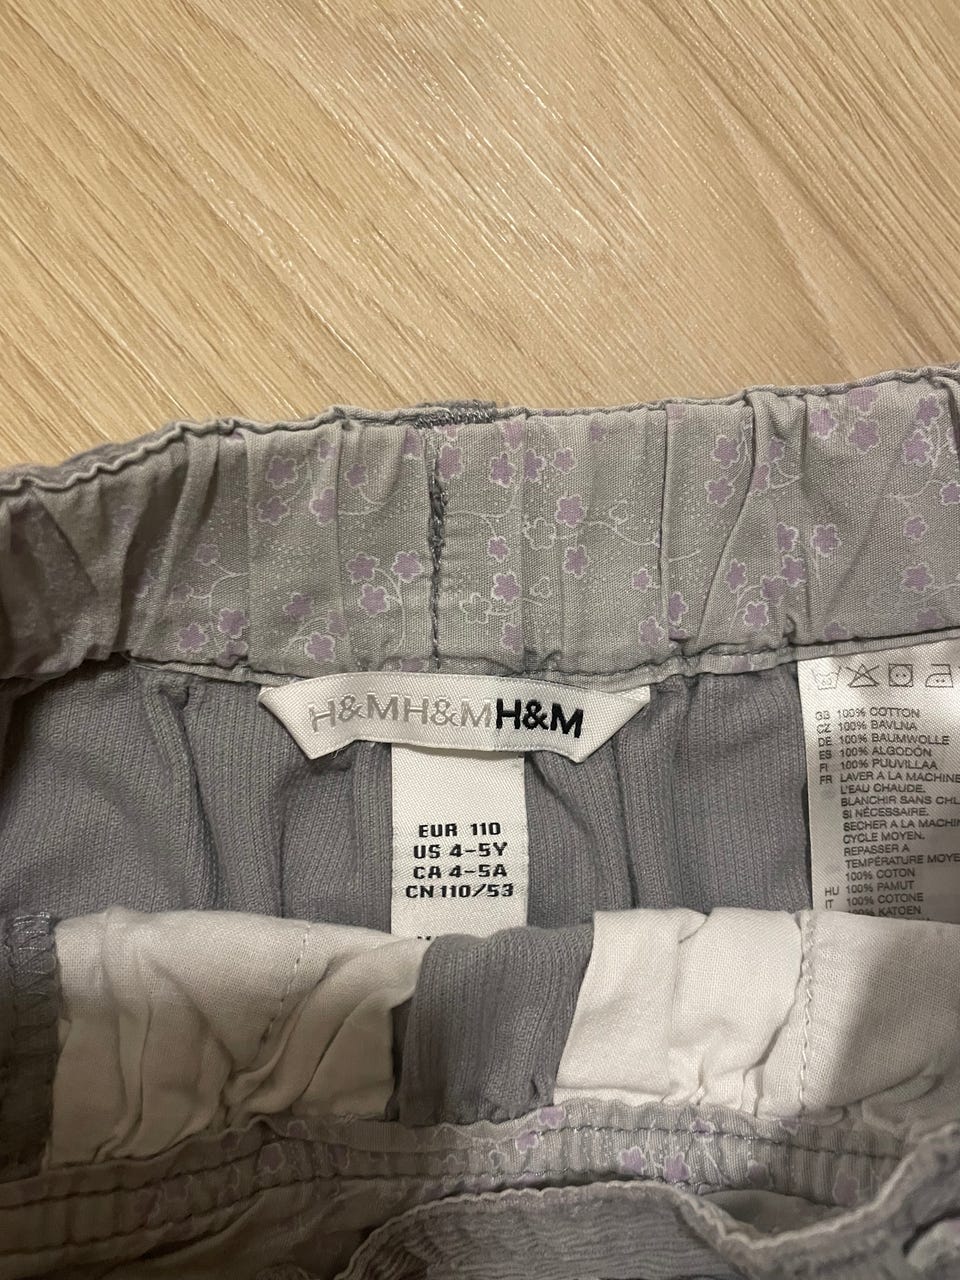 H&MH&MH&M
EUR 110
US 4-5Y
CA 4-5A
CN 110/53
GB 100% COTTON
CZ 100% BAVLNA
DE 100% BAUMWOLLE
ES 100% ALGODÓN
FI 100% PUUVILLAA
FR LAVER A LA MACHINE
L'EAU CHAUDE.
BLANCHIR SANS CHL
SI NÉCESSAIRE.
SECHER A LA MACHIN
CYCLE MOYEN.
REPASSER A
TEMPÉRATURE MOYE
100% COTON
HU 100% PAMUT
IT 100% COTONE
100% KATOEN